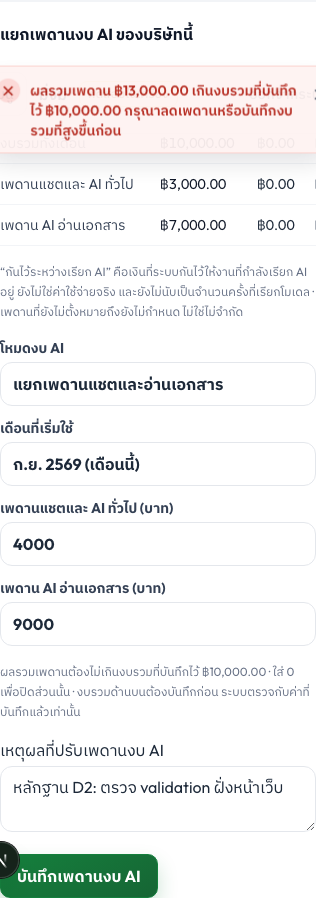 แยกเพดานงบ AI ของบริษัทนี้
ผลรวมเพดาน ฿13,000.00 เกินงบรวมที่บันทึก
ไว้ ฿10,000.00 กรุณาลดเพดานหรือบันทึกงบ
รวมที่สูงขึ้นก่อน
฿10,000.00 ฿0.00
เพดานแชตและ AI ทั่วไป ฿3,000.00 ฿0.00
เพดาน AI อ่านเอกสาร ฿7,000.00 ฿0.00
“กันไว้ระหว่างเรียก AI” คือเงินที่ระบบกันไว้ให้งานที่กำลังเรียก AI
อยู่ ยังไม่ใช่ค่าใช้จ่ายจริง และยังไม่นับเป็นจำนวนครั้งที่เรียกโมเดล ·
เพดานที่ยังไม่ตั้งหมายถึงยังไม่กำหนด ไม่ใช่ไม่จำกัด
โหมดงบ AI
แยกเพดานแชตและอ่านเอกสาร
เดือนที่เริ่มใช้
ก.ย. 2569 (เดือนนี้)
เพดานแชตและ AI ทั่วไป (บาท)
4000
เพดาน AI อ่านเอกสาร (บาท)
9000
ผลรวมเพดานต้องไม่เกินงบรวมที่บันทึกไว้ ฿10,000.00 · ใส่ 0
เพื่อปิดส่วนนั้น · งบรวมด้านบนต้องบันทึกก่อน ระบบตรวจกับค่าที่
บันทึกแล้วเท่านั้น
เหตุผลที่ปรับเพดานงบ AI
หลักฐาน D2: ตรวจ validation ฝั่งหน้าเว็บ
บันทึกเพดานงบ AI